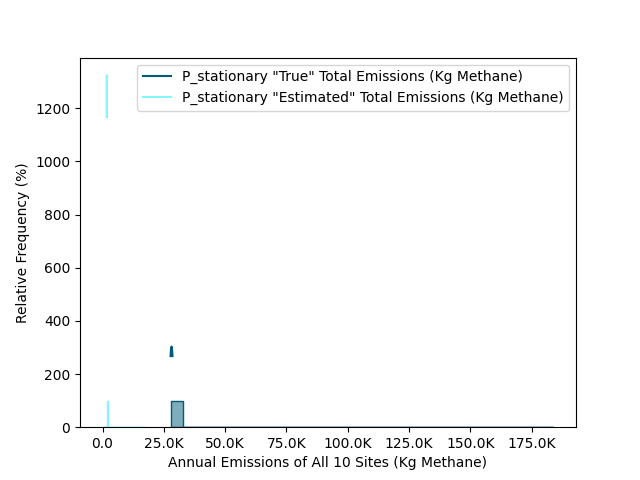 P_stationary "True" Total Emissions (Kg Methane)
P_stationary "Estimated" Total Emissions (Kg Methane)
Relative Frequency (%)
1200
1000
800
600
400
200
0
0.0 25.0K 50.0K 75.0K 100.0K 125.0K 150.0K 175.0K
Annual Emissions of All 10 Sites (Kg Methane)